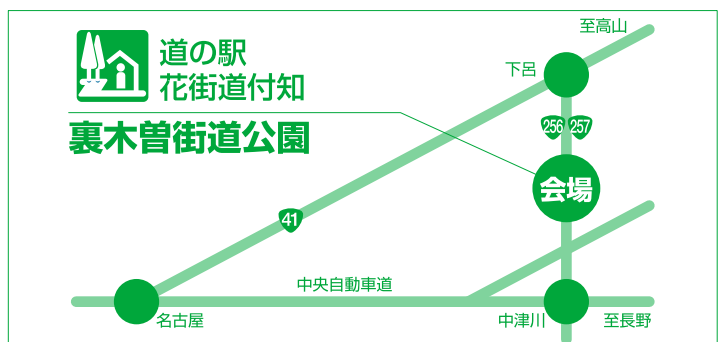 至高山
道の駅
花街道付知
下呂
裏木曽街道公園
256
257
会場
41
中央自動車道
名古屋
中津川
至長野